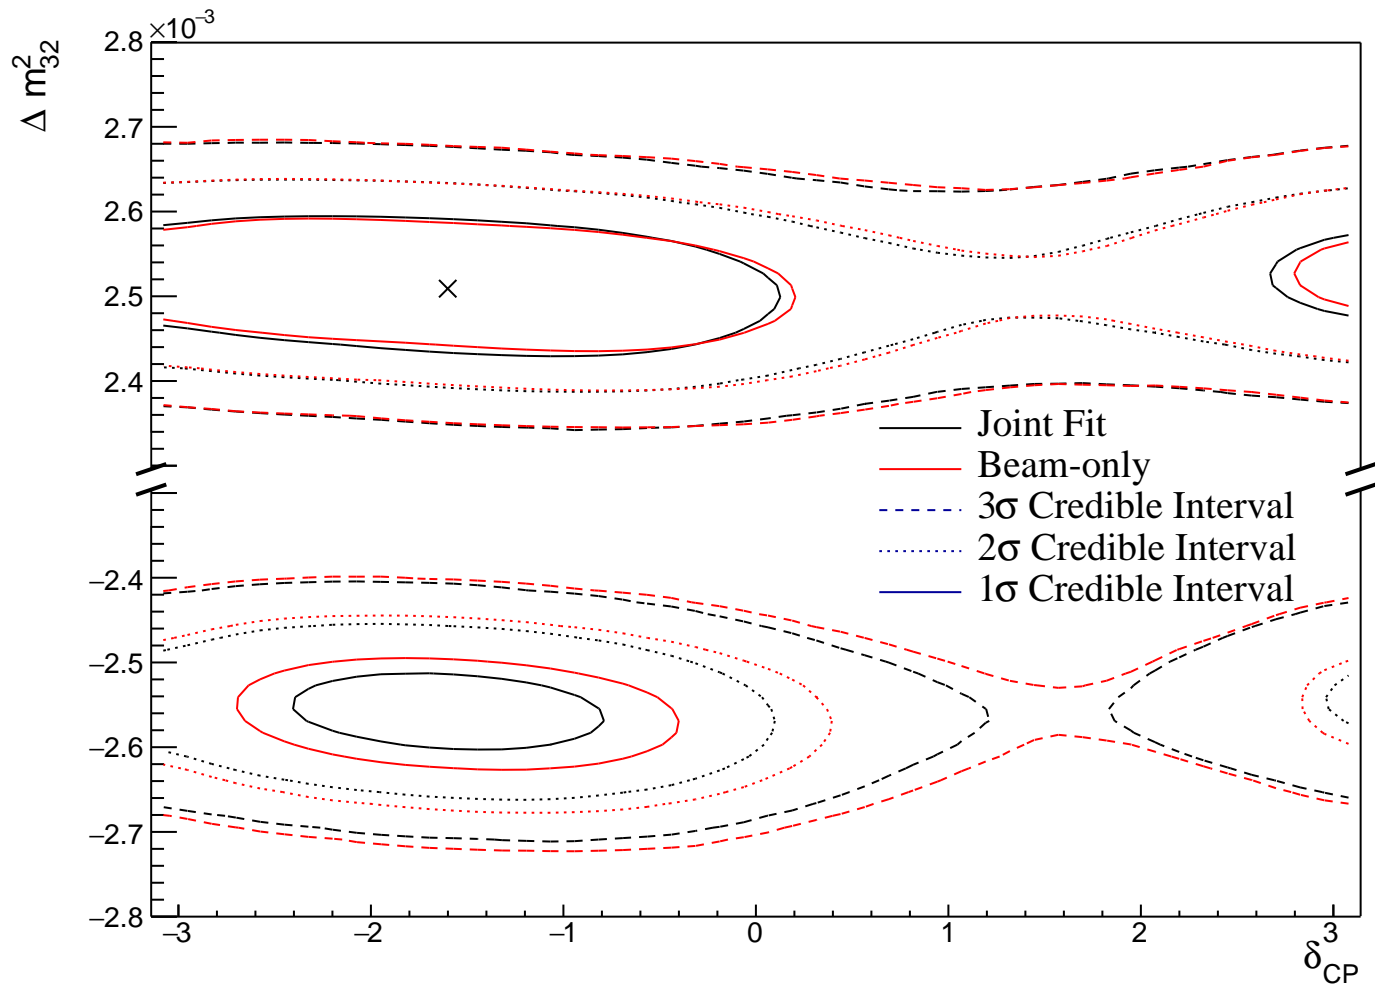 ×10⁻³
Δ m²₃₂
2.8
2.7
2.6
2.5
2.4
Joint Fit
Beam-only
3σ Credible Interval
2σ Credible Interval
1σ Credible Interval
−2.4
−2.5
−2.6
−2.7
−2.8
−3 −2 −1 0 1 2 3
δCP